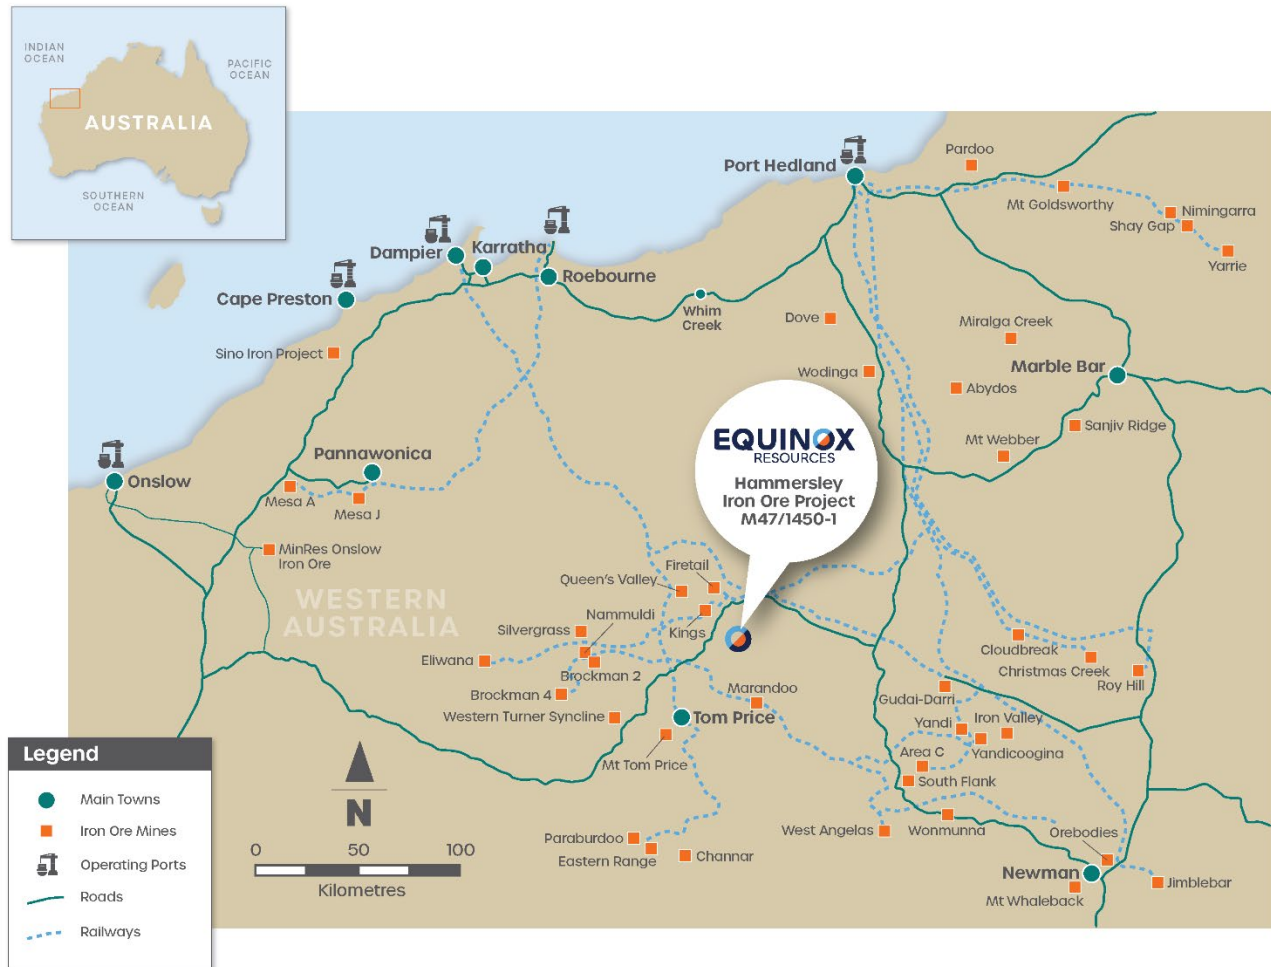 INDIAN
OCEAN
PACIFIC
OCEAN
AUSTRALIA
SOUTHERN
OCEAN
Port Hedland
Pardoo
Mt Goldsworthy
Nimingarra
Shay Gap
Yarrie
Dampier
Karratha
Roebourne
Cape Preston
Whim
Creek
Dove
Miralga Creek
Sino Iron Project
Marble Bar
Wodinga
Abydos
EQUINOX
RESOURCES
Hammersley
Iron Ore Project
M47/1450-1
Sanjiv Ridge
Mt Webber
Pannawonica
Onslow
Mesa A
Mesa J
MinRes Onslow
Iron Ore
WESTERN
AUSTRALIA
Firetail
Queen's Valley
Nammuldi
Silvergrass
Kings
Eliwana
Brockman 2
Brockman 4
Western Turner Syncline
Marandoo
Tom Price
Mt Tom Price
Cloudbreak
Christmas Creek
Roy Hill
Gudai-Darri
Yandi
Iron Valley
Yandicoogina
Area C
South Flank
West Angelas
Wonmunna
Orebodies
Newman
Jimblebar
Mt Whaleback
Paraburdoo
Eastern Range
Channar
N
0 50 100
Kilometres
Legend
Main Towns
Iron Ore Mines
Operating Ports
Roads
Railways